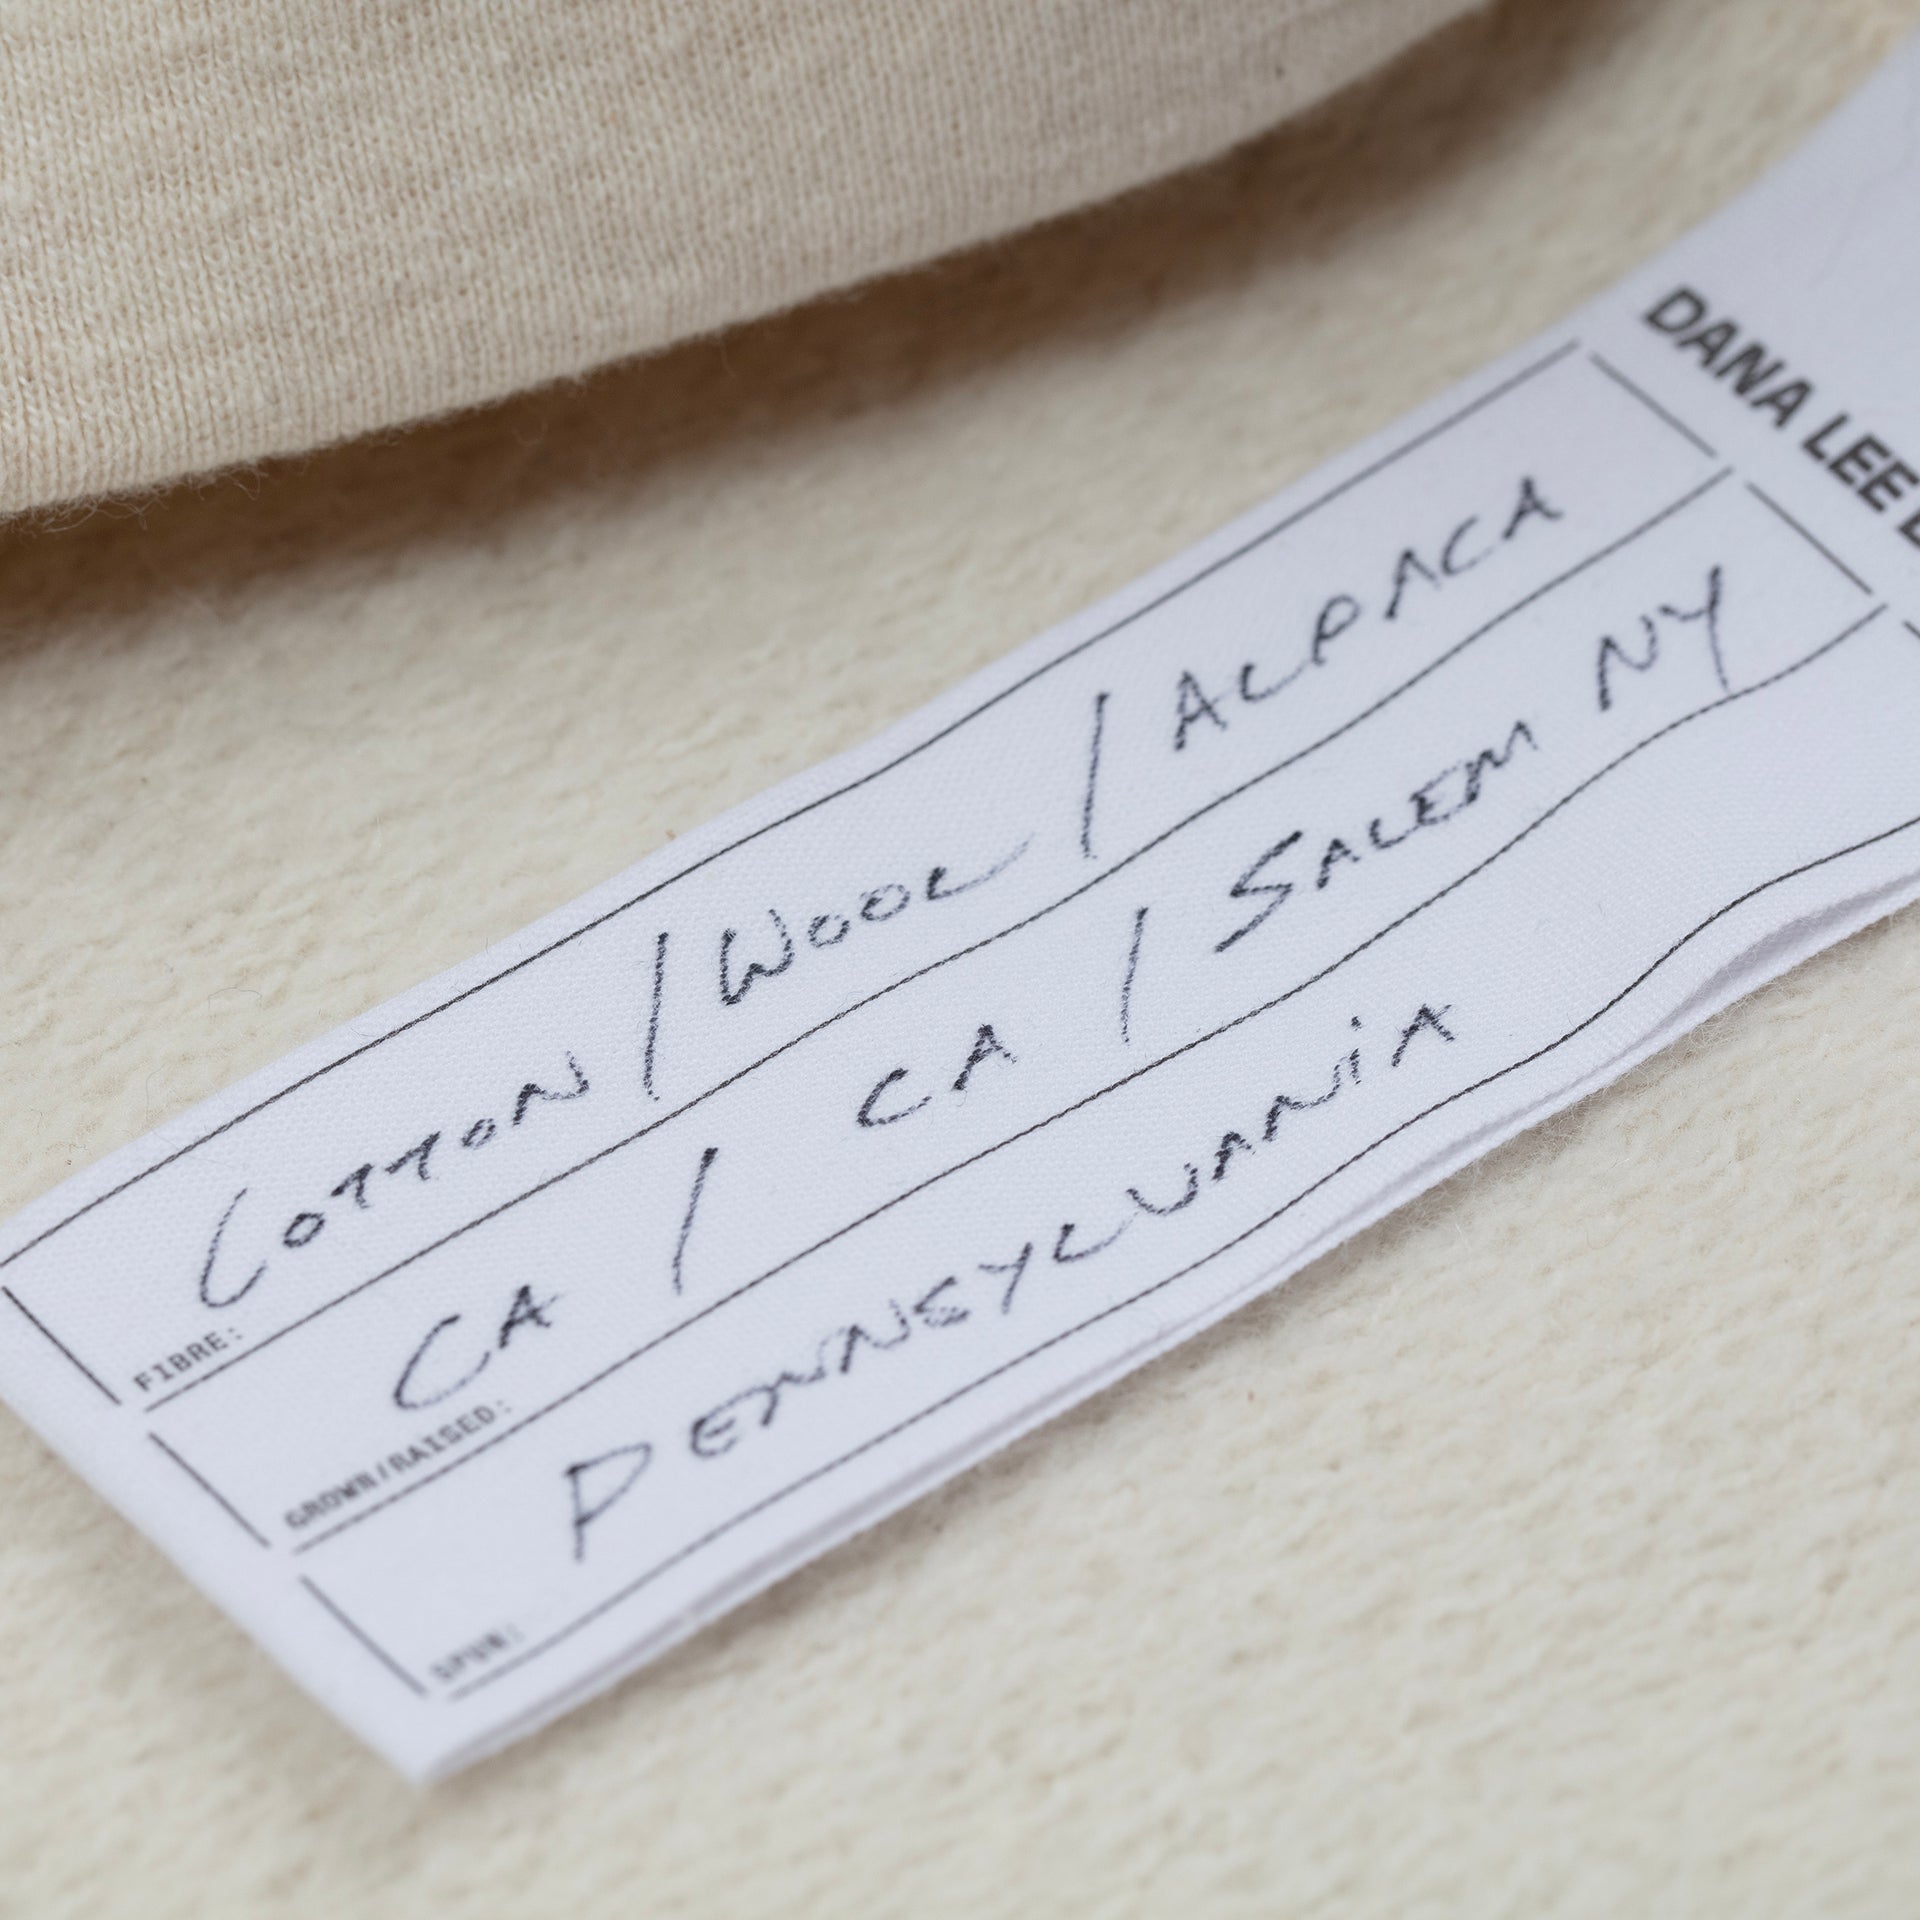 DANA LEE
FIBRE: COTTON / WOOL / ALPACA
GROWN/RAISED: CA / CA / SALEM NY
SPUN: PENNSYLVANIA